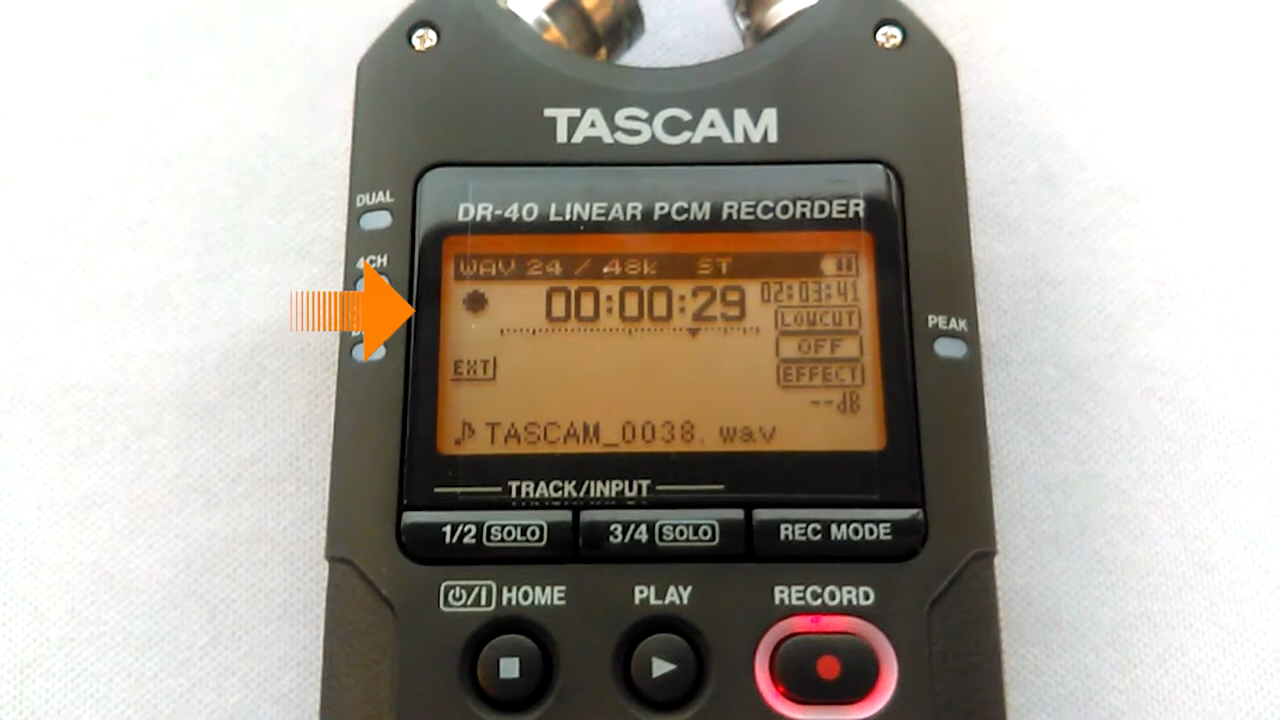 TASCAM
DR-40 LINEAR PCM RECORDER
DUAL
4CH
WAV 24 / 48k ST
00:00:29 02:03:41
LOWCUT
PEAK
OFF
EXT
EFFECT
--dB
TASCAM_0038.wav
TRACK/INPUT
1/2 SOLO 3/4 SOLO REC MODE
HOME PLAY RECORD